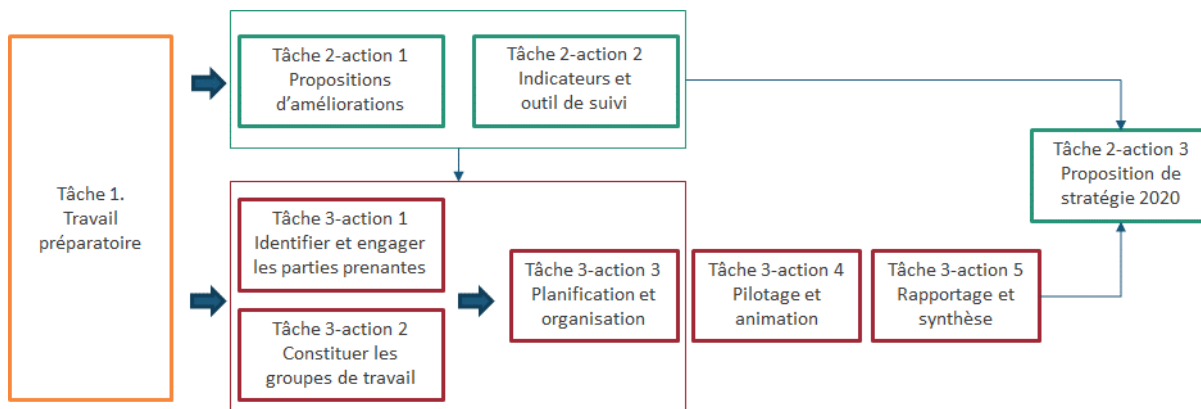 Tâche 1.
Travail
préparatoire
Tâche 2-action 1
Propositions
d'améliorations
Tâche 2-action 2
Indicateurs et
outil de suivi
Tâche 2-action 3
Proposition de
stratégie 2020
Tâche 3-action 1
Identifier et engager
les parties prenantes
Tâche 3-action 2
Constituer les
groupes de travail
Tâche 3-action 3
Planification et
organisation
Tâche 3-action 4
Pilotage et
animation
Tâche 3-action 5
Rapportage et
synthèse